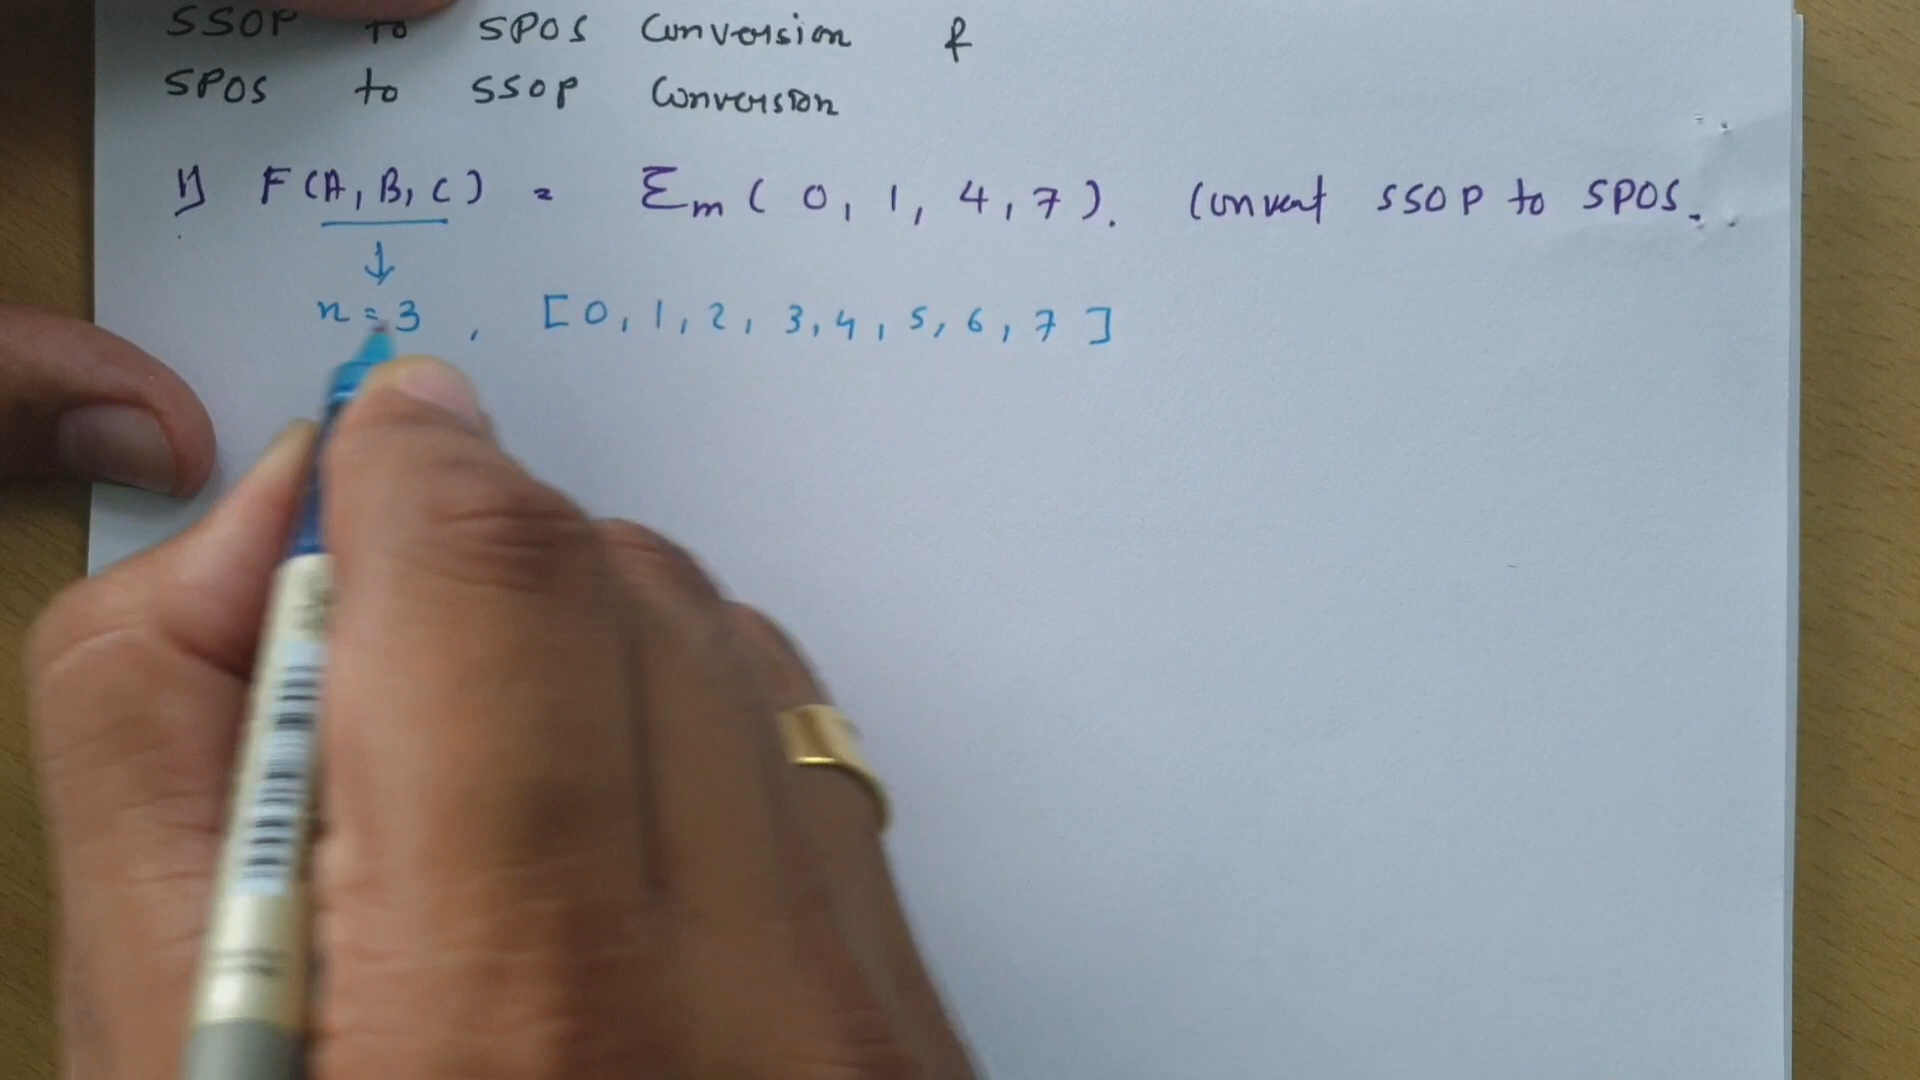 SSOP to SPOS Conversion &
SPOS to SSOP Conversion
1) F(A, B, C) = Σm ( 0, 1, 4, 7 ). Convert SSOP to SPOS.
↓
n = 3 , [ 0, 1, 2, 3, 4, 5, 6, 7 ]